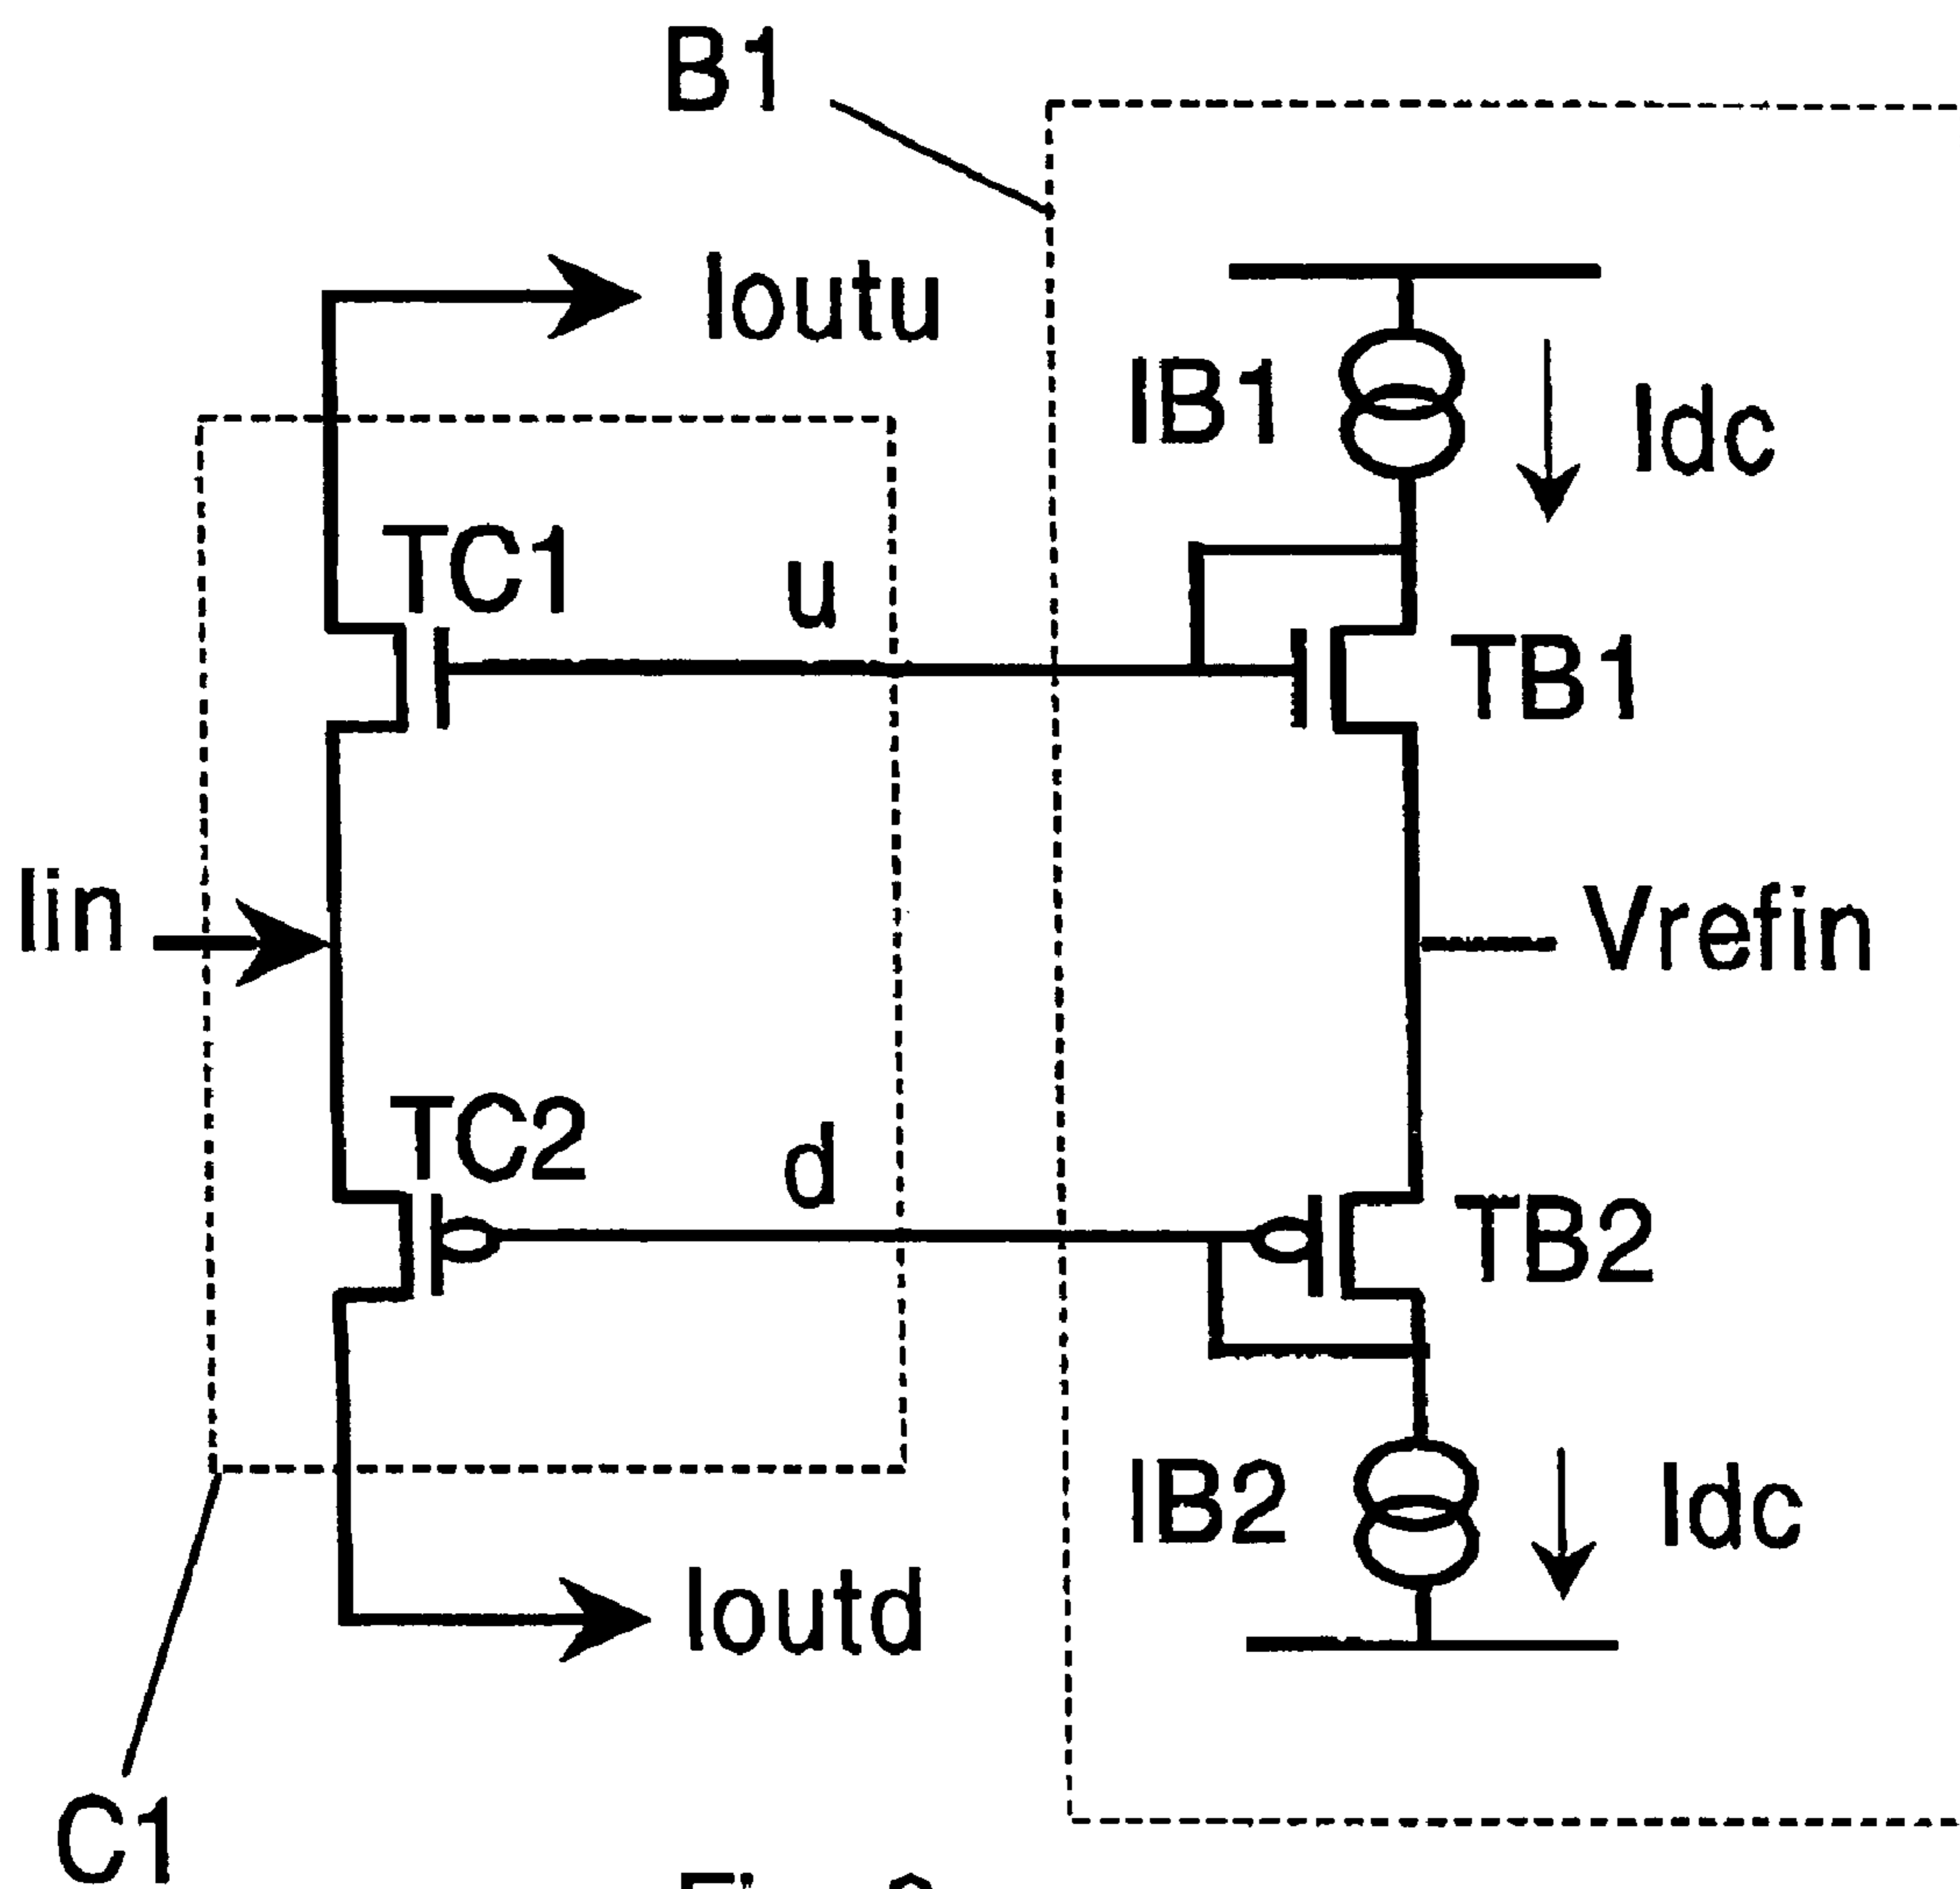 B1
Ioutu
IB1
Idc
TC1
u
TB1
Iin
Vrefin
TC2
d
TB2
IB2
Idc
Ioutd
C1